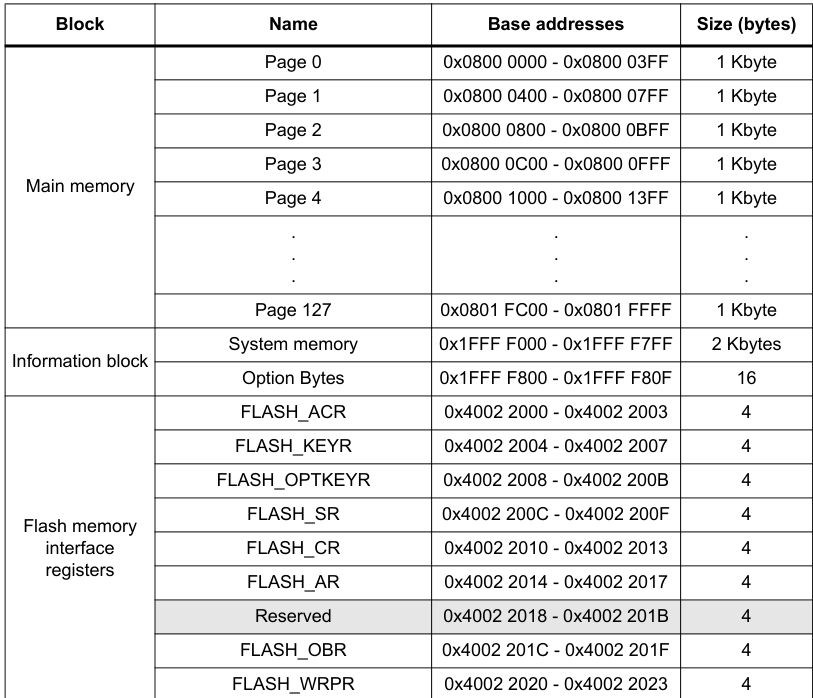 Block Name Base addresses Size (bytes)
Main memory
Page 0 0x0800 0000 - 0x0800 03FF 1 Kbyte
Page 1 0x0800 0400 - 0x0800 07FF 1 Kbyte
Page 2 0x0800 0800 - 0x0800 0BFF 1 Kbyte
Page 3 0x0800 0C00 - 0x0800 0FFF 1 Kbyte
Page 4 0x0800 1000 - 0x0800 13FF 1 Kbyte
. . .
. . .
. . .
Page 127 0x0801 FC00 - 0x0801 FFFF 1 Kbyte
Information block
System memory 0x1FFF F000 - 0x1FFF F7FF 2 Kbytes
Option Bytes 0x1FFF F800 - 0x1FFF F80F 16
Flash memory
interface
registers
FLASH_ACR 0x4002 2000 - 0x4002 2003 4
FLASH_KEYR 0x4002 2004 - 0x4002 2007 4
FLASH_OPTKEYR 0x4002 2008 - 0x4002 200B 4
FLASH_SR 0x4002 200C - 0x4002 200F 4
FLASH_CR 0x4002 2010 - 0x4002 2013 4
FLASH_AR 0x4002 2014 - 0x4002 2017 4
Reserved 0x4002 2018 - 0x4002 201B 4
FLASH_OBR 0x4002 201C - 0x4002 201F 4
FLASH_WRPR 0x4002 2020 - 0x4002 2023 4